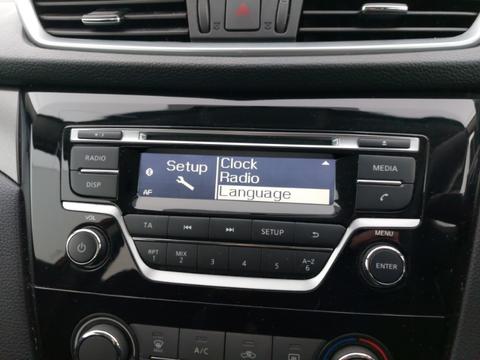 RADIO
DISP
Setup
AF
Clock
Radio
Language
MEDIA
VOL
TA
SETUP
MENU
RPT
1
MIX
2
3
4
5
A-Z
6
ENTER
A/C